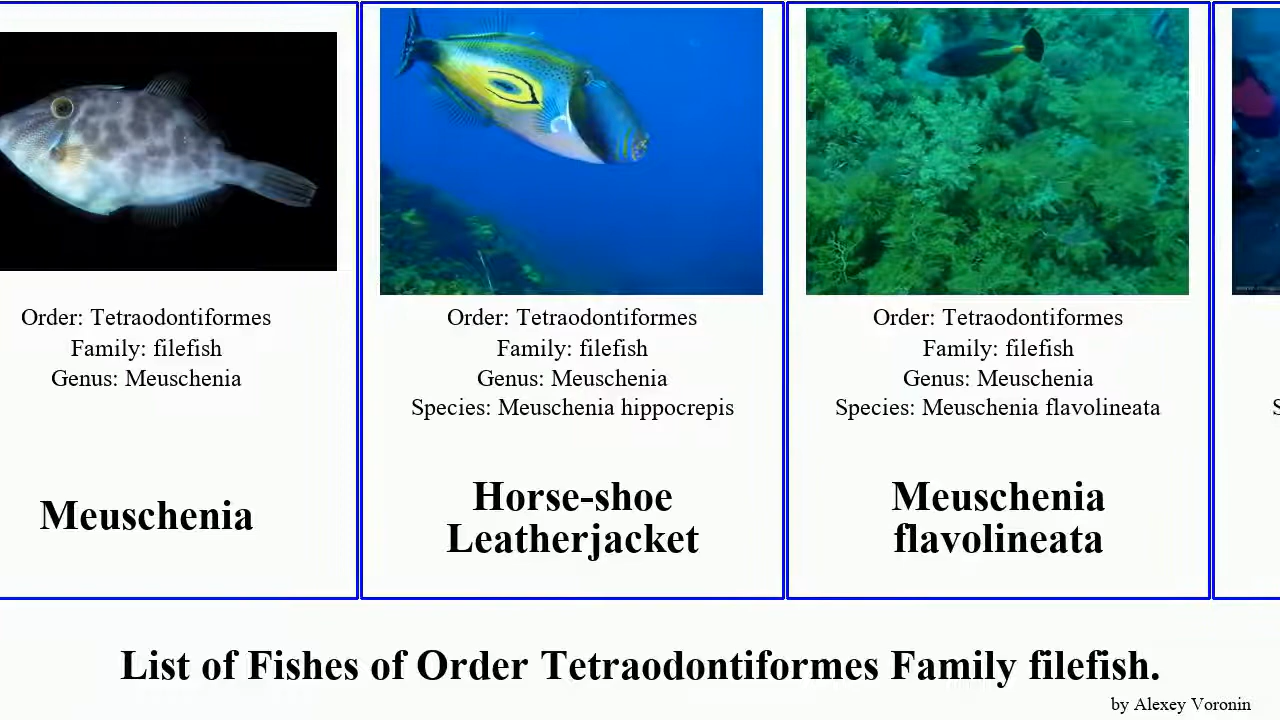 Order: Tetraodontiformes
Family: filefish
Genus: Meuschenia
Meuschenia
Order: Tetraodontiformes
Family: filefish
Genus: Meuschenia
Species: Meuschenia hippocrepis
Horse-shoe
Leatherjacket
Order: Tetraodontiformes
Family: filefish
Genus: Meuschenia
Species: Meuschenia flavolineata
Meuschenia
flavolineata
List of Fishes of Order Tetraodontiformes Family filefish.
by Alexey Voronin